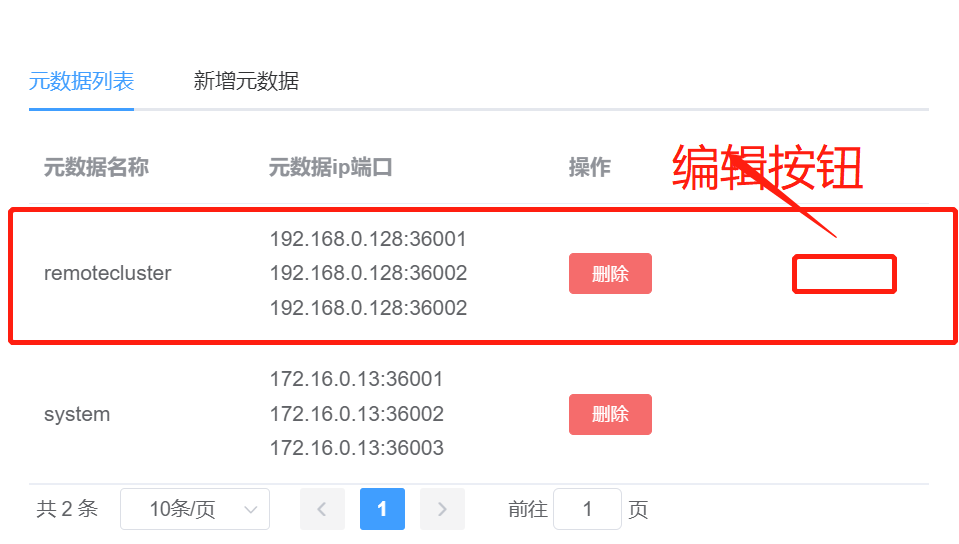 元数据列表 新增元数据
元数据名称 元数据ip端口 操作 编辑按钮
192.168.0.128:36001
remotecluster 192.168.0.128:36002 删除
192.168.0.128:36002
172.16.0.13:36001
system 172.16.0.13:36002 删除
172.16.0.13:36003
共 2 条 10条/页 1 前往 1 页